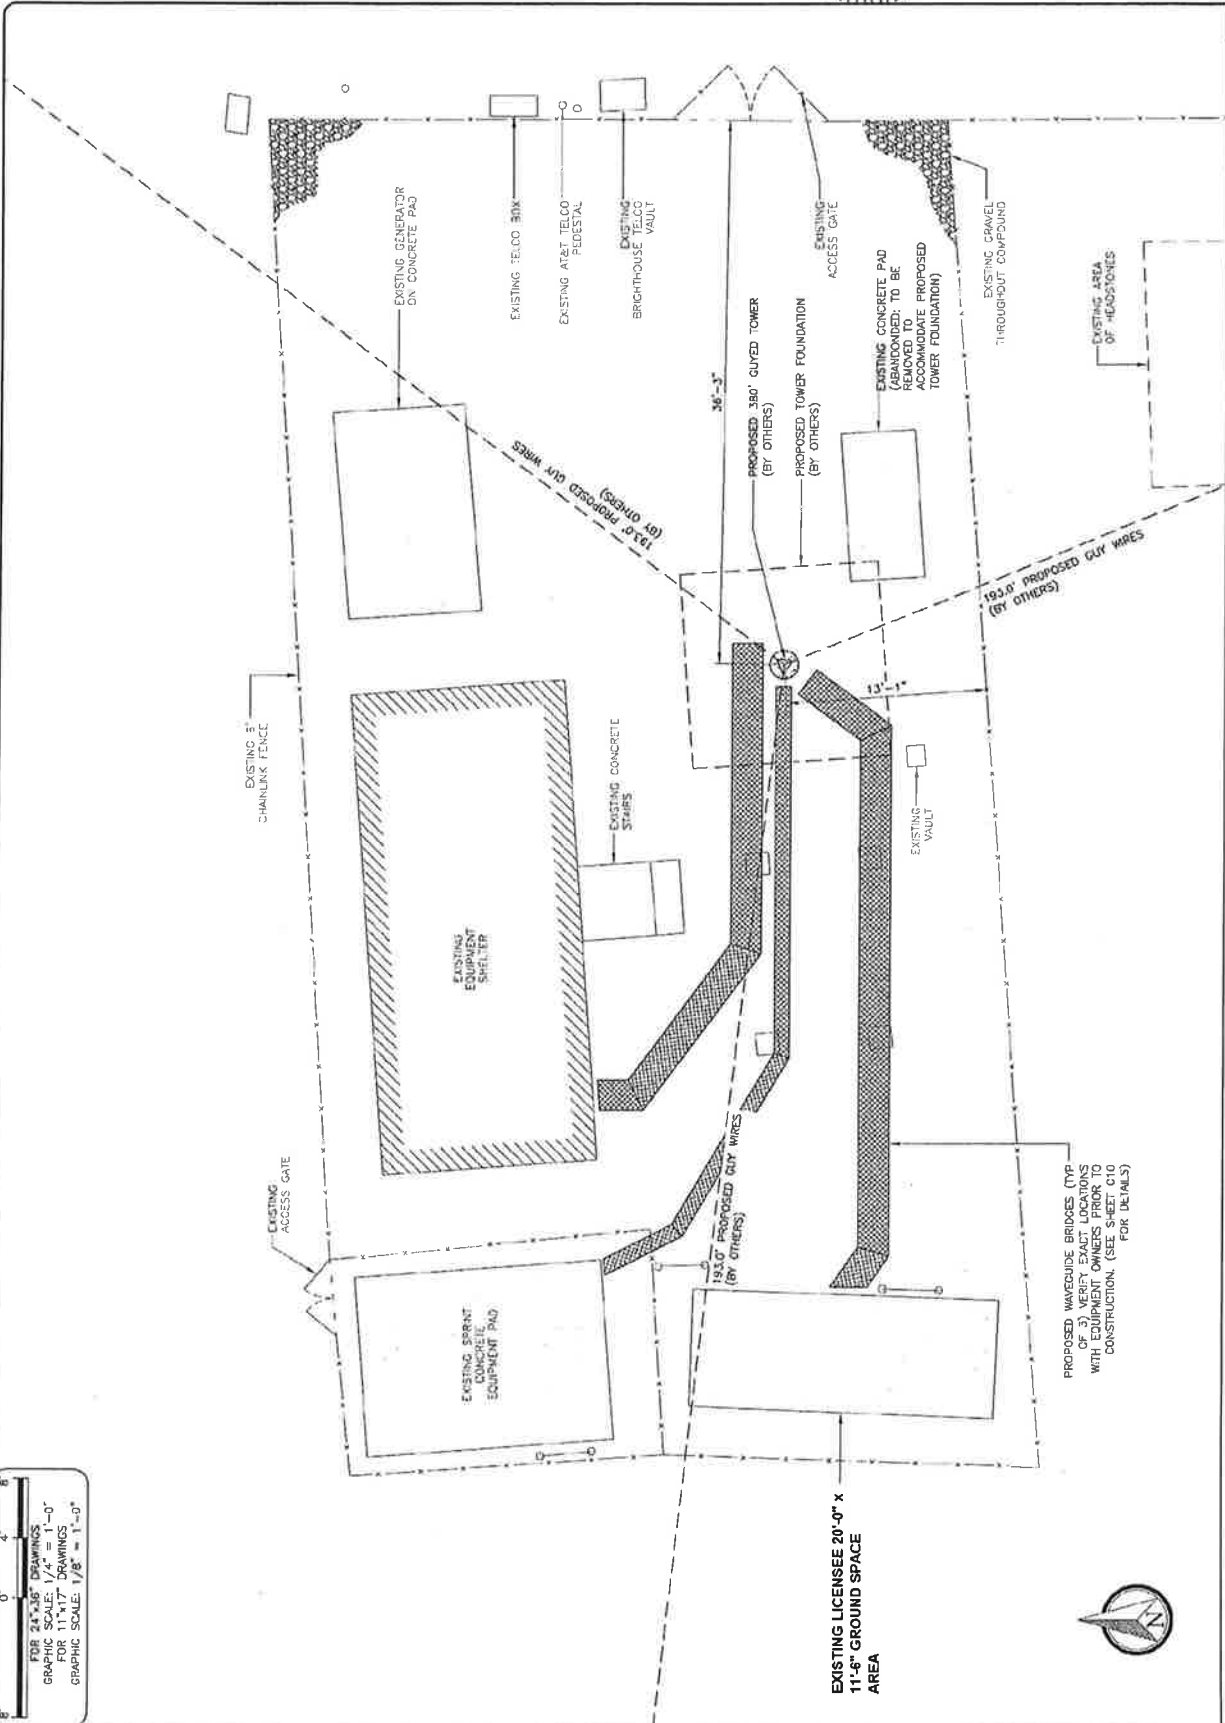 EXISTING GENERATOR
ON CONCRETE PAD
EXISTING TELCO BOX
EXISTING AT&T TELCO
PEDESTAL
EXISTING
BRIGHTHOUSE TELCO
VAULT
EXISTING
ACCESS GATE
EXISTING GRAVEL
THROUGHOUT COMPOUND
EXISTING AREA
OF HEADSTONES
EXISTING CONCRETE PAD
(ABANDONDED: TO BE
REMOVED TO
ACCOMMODATE PROPOSED
TOWER FOUNDATION)
36'-3"
PROPOSED 380' GUYED TOWER
(BY OTHERS)
PROPOSED TOWER FOUNDATION
(BY OTHERS)
193.0' PROPOSED GUY WIRES
(BY OTHERS)
193.0' PROPOSED GUY WIRES
(BY OTHERS)
13'-1"
EXISTING
CHAINLINK FENCE
EXISTING CONCRETE
STAIRS
EXISTING
VAULT
EXISTING
EQUIPMENT
SHELTER
EXISTING
ACCESS GATE
193.0' PROPOSED GUY WIRES
(BY OTHERS)
PROPOSED WAVEGUIDE BRIDGES (TYP
OF 3) VERIFY EXACT LOCATIONS
WITH EQUIPMENT OWNERS PRIOR TO
CONSTRUCTION. (SEE SHEET C10
FOR DETAILS)
EXISTING SPRINT
CONCRETE
EQUIPMENT PAD
EXISTING LICENSEE 20'-0" x
11'-6" GROUND SPACE
AREA
N
8' 0' 4' 8'
FOR 24"x36" DRAWINGS
GRAPHIC SCALE: 1/4" = 1'-0"
FOR 11"x17" DRAWINGS
GRAPHIC SCALE: 1/8" = 1'-0"